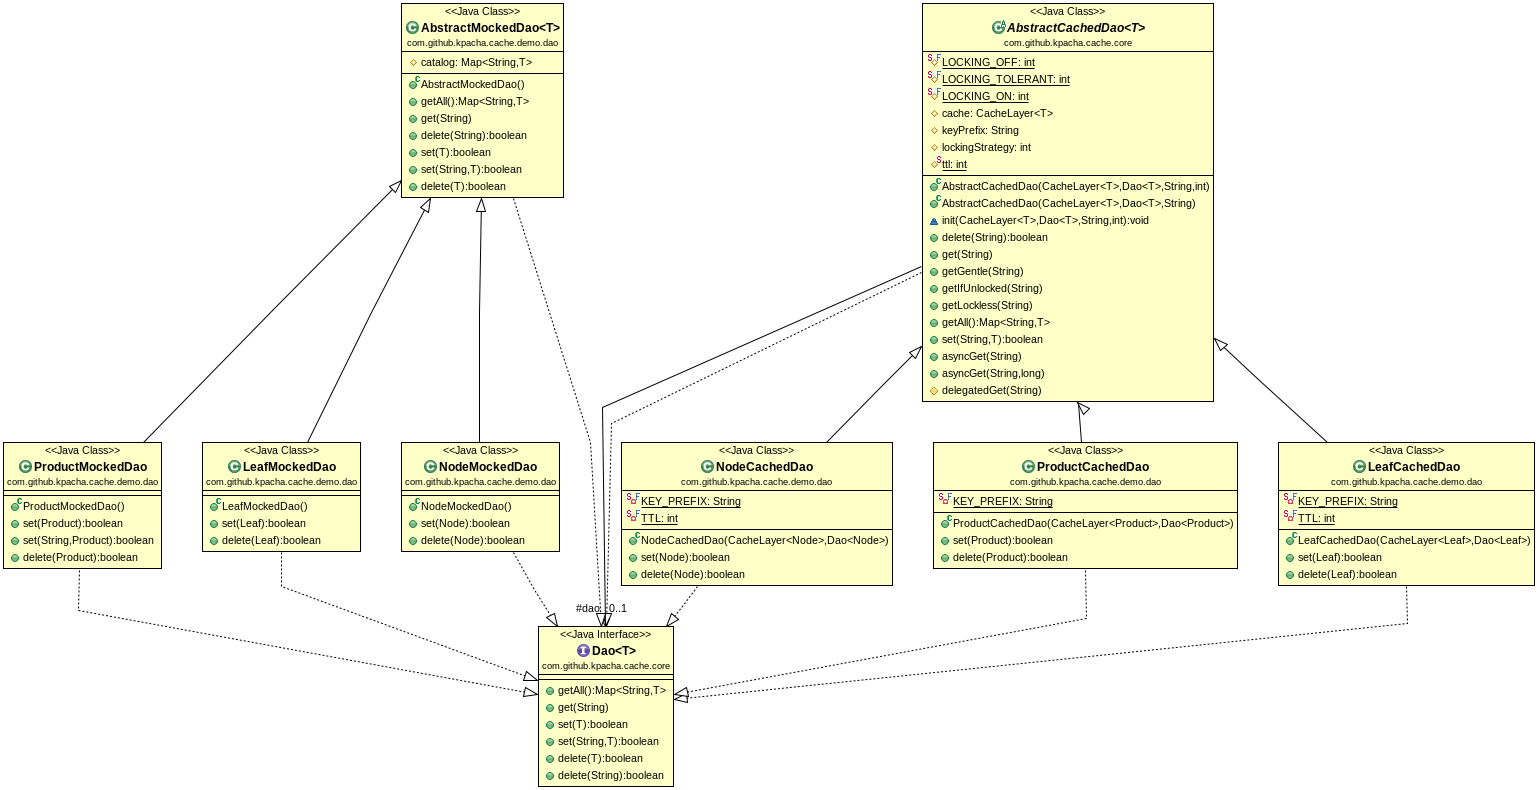 <<Java Class>>
AbstractMockedDao<T>
com.github.kpacha.cache.demo.dao
catalog: Map<String,T>
AbstractMockedDao()
getAll():Map<String,T>
get(String)
delete(String):boolean
set(T):boolean
set(String,T):boolean
delete(T):boolean
<<Java Class>>
AbstractCachedDao<T>
com.github.kpacha.cache.core
LOCKING_OFF: int
LOCKING_TOLERANT: int
LOCKING_ON: int
cache: CacheLayer<T>
keyPrefix: String
lockingStrategy: int
ttl: int
AbstractCachedDao(CacheLayer<T>,Dao<T>,String,int)
AbstractCachedDao(CacheLayer<T>,Dao<T>,String)
init(CacheLayer<T>,Dao<T>,String,int):void
delete(String):boolean
get(String)
getGentle(String)
getIfUnlocked(String)
getLockless(String)
getAll():Map<String,T>
set(String,T):boolean
asyncGet(String)
asyncGet(String,long)
delegatedGet(String)
<<Java Class>>
ProductMockedDao
com.github.kpacha.cache.demo.dao
ProductMockedDao()
set(Product):boolean
set(String,Product):boolean
delete(Product):boolean
<<Java Class>>
LeafMockedDao
com.github.kpacha.cache.demo.dao
LeafMockedDao()
set(Leaf):boolean
delete(Leaf):boolean
<<Java Class>>
NodeMockedDao
com.github.kpacha.cache.demo.dao
NodeMockedDao()
set(Node):boolean
delete(Node):boolean
<<Java Class>>
NodeCachedDao
com.github.kpacha.cache.demo.dao
KEY_PREFIX: String
TTL: int
NodeCachedDao(CacheLayer<Node>,Dao<Node>)
set(Node):boolean
delete(Node):boolean
<<Java Class>>
ProductCachedDao
com.github.kpacha.cache.demo.dao
KEY_PREFIX: String
ProductCachedDao(CacheLayer<Product>,Dao<Product>)
set(Product):boolean
delete(Product):boolean
<<Java Class>>
LeafCachedDao
com.github.kpacha.cache.demo.dao
KEY_PREFIX: String
TTL: int
LeafCachedDao(CacheLayer<Leaf>,Dao<Leaf>)
set(Leaf):boolean
delete(Leaf):boolean
#dao 0..1
<<Java Interface>>
Dao<T>
com.github.kpacha.cache.core
getAll():Map<String,T>
get(String)
set(T):boolean
set(String,T):boolean
delete(T):boolean
delete(String):boolean